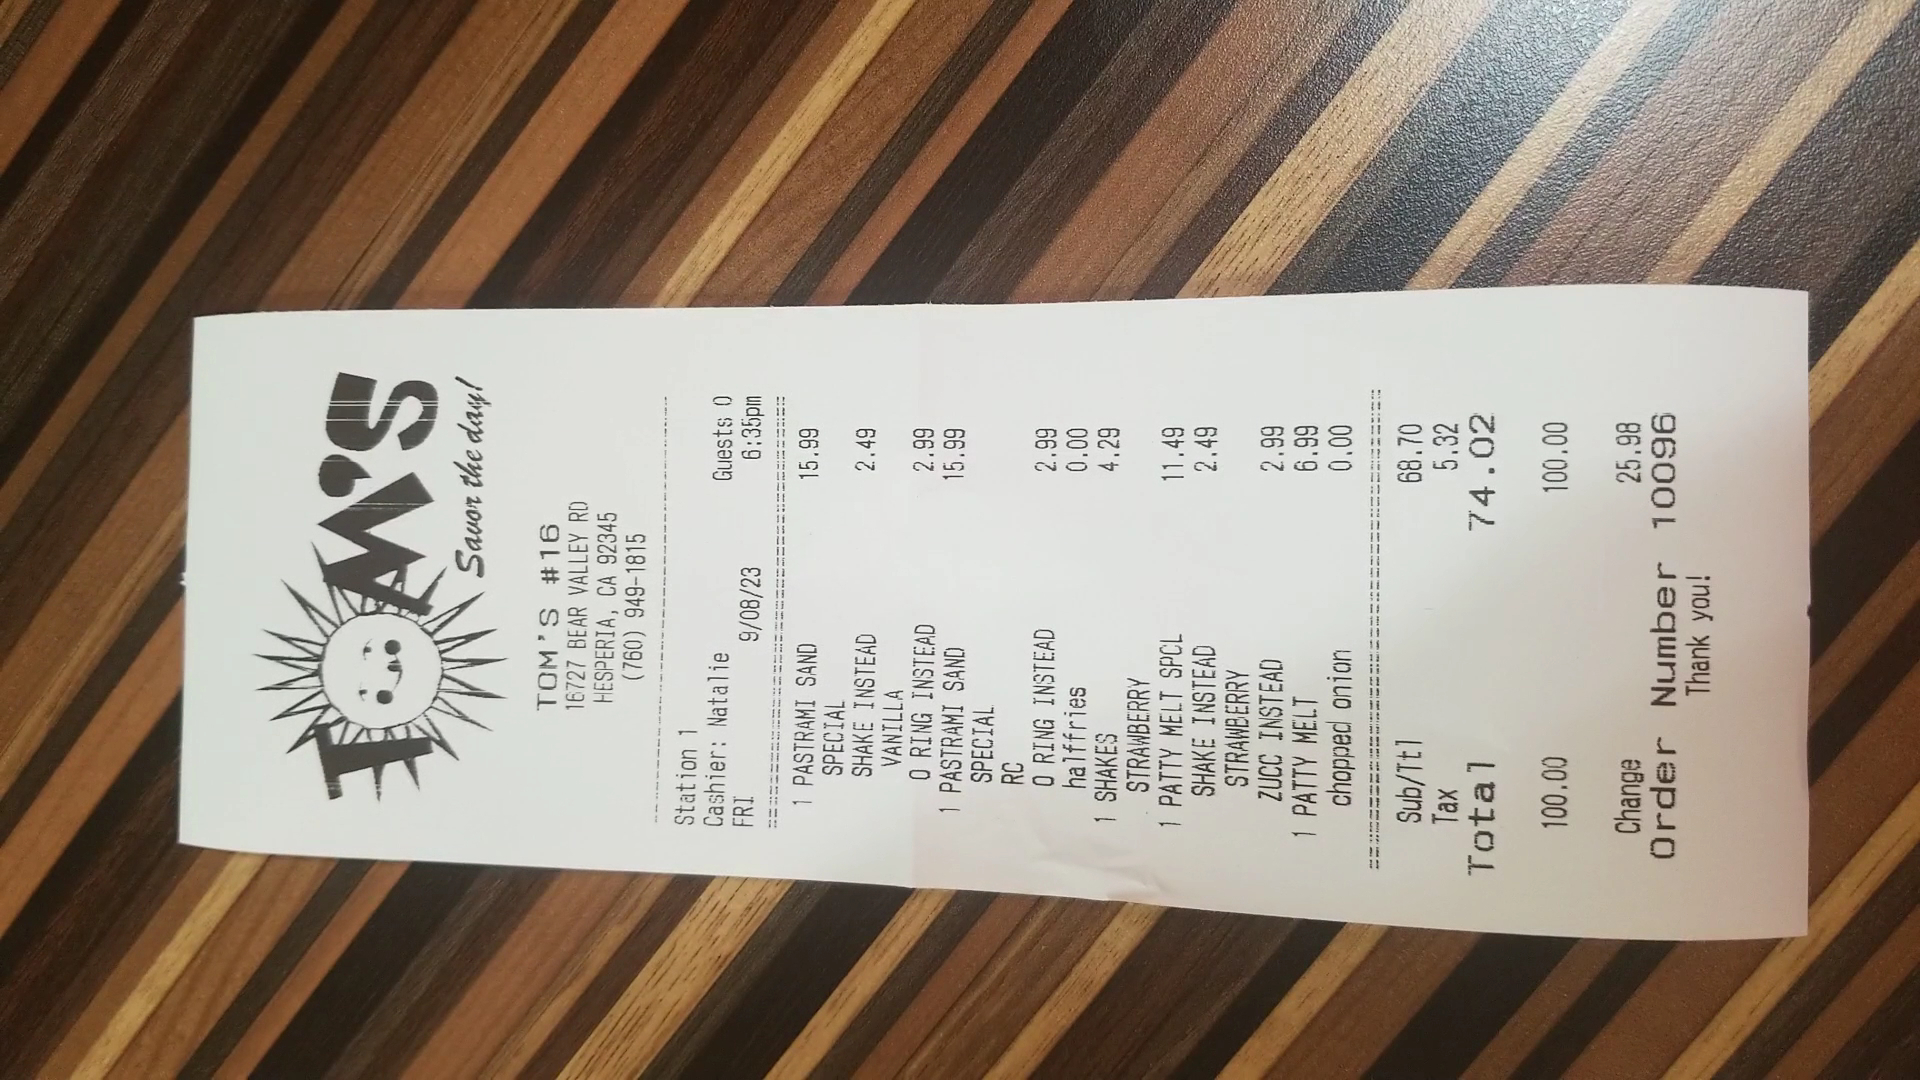 TOM'S
Savor the day!
TOM'S #16
16727 BEAR VALLEY RD
HESPERIA, CA 92345
(760) 949-1815
Station 1
Cashier: Natalie Guests 0
FRI 9/08/23 6:35pm
1 PASTRAMI SAND 15.99
SPECIAL
SHAKE INSTEAD 2.49
VANILLA
O RING INSTEAD 2.99
1 PASTRAMI SAND 15.99
SPECIAL
RC
O RING INSTEAD 2.99
halffries 0.00
1 SHAKES 4.29
STRAWBERRY
1 PATTY MELT SPCL 11.49
SHAKE INSTEAD 2.49
STRAWBERRY
ZUCC INSTEAD 2.99
1 PATTY MELT 6.99
chopped onion 0.00
Sub/Ttl 68.70
Tax 5.32
Total 74.02
100.00 100.00
Change 25.98
Order Number 10096
Thank you!